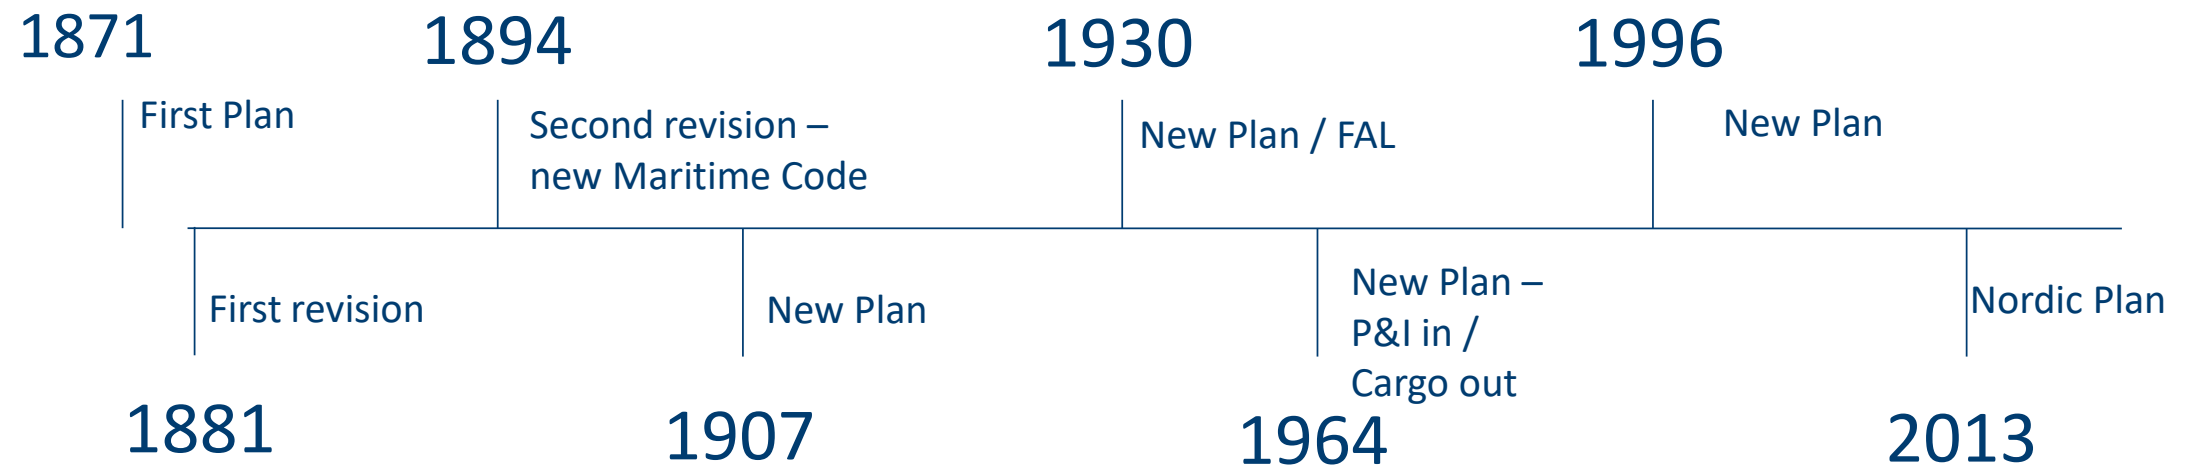 1871
First Plan
1881
First revision
1894
Second revision –
new Maritime Code
1907
New Plan
1930
New Plan / FAL
1964
New Plan –
P&I in /
Cargo out
1996
New Plan
2013
Nordic Plan